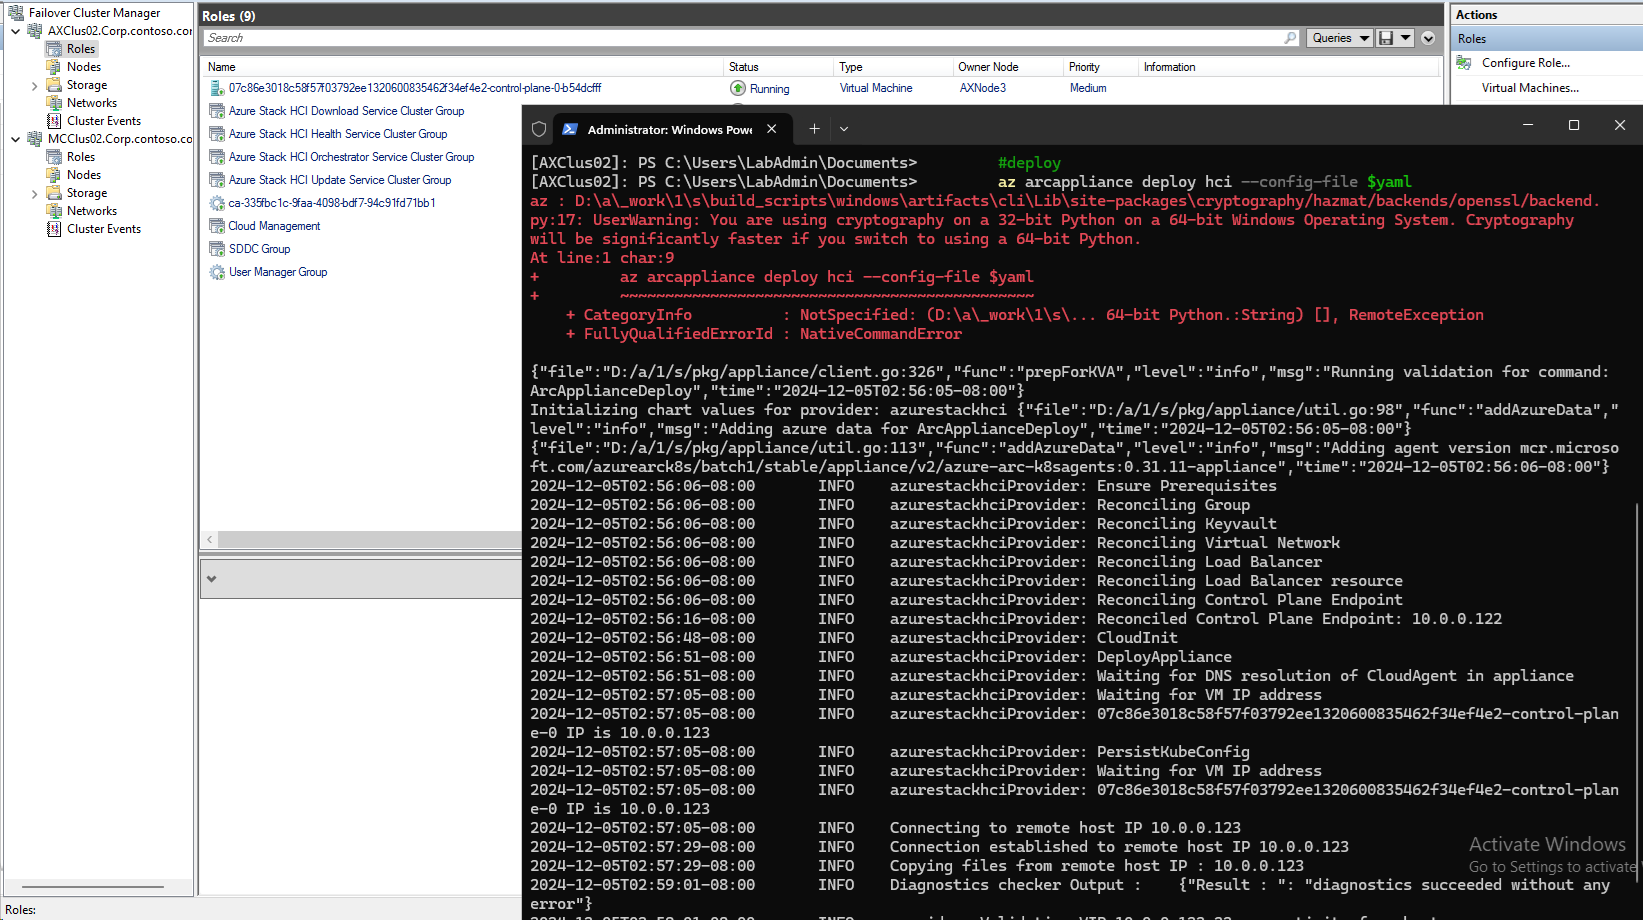 Failover Cluster Manager
AXClus02.Corp.contoso.cor
Roles
Nodes
Storage
Networks
Cluster Events
MCClus02.Corp.contoso.co
Roles
Nodes
Storage
Networks
Cluster Events
Roles:
Roles (9)
Search
Queries
Name Status Type Owner Node Priority Information
07c86e3018c58f57f03792ee1320600835462f34ef4e2-control-plane-0-b54dcfff Running Virtual Machine AXNode3 Medium
Azure Stack HCI Download Service Cluster Group
Azure Stack HCI Health Service Cluster Group
Azure Stack HCI Orchestrator Service Cluster Group
Azure Stack HCI Update Service Cluster Group
ca-335fbc1c-9faa-4098-bdf7-94c91fd71bb1
Cloud Management
SDDC Group
User Manager Group
Actions
Roles
Configure Role...
Virtual Machines...
Administrator: Windows Powe
[AXClus02]: PS C:\Users\LabAdmin\Documents> #deploy
[AXClus02]: PS C:\Users\LabAdmin\Documents> az arcappliance deploy hci --config-file $yaml
az : D:\a\_work\1\s\build_scripts\windows\artifacts\cli\Lib\site-packages\cryptography/hazmat/backends/openssl/backend.
py:17: UserWarning: You are using cryptography on a 32-bit Python on a 64-bit Windows Operating System. Cryptography
will be significantly faster if you switch to using a 64-bit Python.
At line:1 char:9
+ az arcappliance deploy hci --config-file $yaml
+ ~~~~~~~~~~~~~~~~~~~~~~~~~~~~~~~~~~~~~~~~~~~~~~
+ CategoryInfo : NotSpecified: (D:\a\_work\1\s\... 64-bit Python.:String) [], RemoteException
+ FullyQualifiedErrorId : NativeCommandError
{"file":"D:/a/1/s/pkg/appliance/client.go:326","func":"prepForKVA","level":"info","msg":"Running validation for command:
ArcApplianceDeploy","time":"2024-12-05T02:56:05-08:00"}
Initializing chart values for provider: azurestackhci {"file":"D:/a/1/s/pkg/appliance/util.go:98","func":"addAzureData","
level":"info","msg":"Adding azure data for ArcApplianceDeploy","time":"2024-12-05T02:56:05-08:00"}
{"file":"D:/a/1/s/pkg/appliance/util.go:113","func":"addAzureData","level":"info","msg":"Adding agent version mcr.microso
ft.com/azurearck8s/batch1/stable/appliance/v2/azure-arc-k8sagents:0.31.11-appliance","time":"2024-12-05T02:56:06-08:00"}
2024-12-05T02:56:06-08:00 INFO azurestackhciProvider: Ensure Prerequisites
2024-12-05T02:56:06-08:00 INFO azurestackhciProvider: Reconciling Group
2024-12-05T02:56:06-08:00 INFO azurestackhciProvider: Reconciling Keyvault
2024-12-05T02:56:06-08:00 INFO azurestackhciProvider: Reconciling Virtual Network
2024-12-05T02:56:06-08:00 INFO azurestackhciProvider: Reconciling Load Balancer
2024-12-05T02:56:06-08:00 INFO azurestackhciProvider: Reconciling Load Balancer resource
2024-12-05T02:56:06-08:00 INFO azurestackhciProvider: Reconciling Control Plane Endpoint
2024-12-05T02:56:16-08:00 INFO azurestackhciProvider: Reconciled Control Plane Endpoint: 10.0.0.122
2024-12-05T02:56:48-08:00 INFO azurestackhciProvider: CloudInit
2024-12-05T02:56:51-08:00 INFO azurestackhciProvider: DeployAppliance
2024-12-05T02:56:51-08:00 INFO azurestackhciProvider: Waiting for DNS resolution of CloudAgent in appliance
2024-12-05T02:57:05-08:00 INFO azurestackhciProvider: Waiting for VM IP address
2024-12-05T02:57:05-08:00 INFO azurestackhciProvider: 07c86e3018c58f57f03792ee1320600835462f34ef4e2-control-plan
e-0 IP is 10.0.0.123
2024-12-05T02:57:05-08:00 INFO azurestackhciProvider: PersistKubeConfig
2024-12-05T02:57:05-08:00 INFO azurestackhciProvider: Waiting for VM IP address
2024-12-05T02:57:05-08:00 INFO azurestackhciProvider: 07c86e3018c58f57f03792ee1320600835462f34ef4e2-control-plan
e-0 IP is 10.0.0.123
2024-12-05T02:57:05-08:00 INFO Connecting to remote host IP 10.0.0.123
2024-12-05T02:57:29-08:00 INFO Connection established to remote host IP 10.0.0.123
2024-12-05T02:57:29-08:00 INFO Copying files from remote host IP : 10.0.0.123
2024-12-05T02:59:01-08:00 INFO Diagnostics checker Output : {"Result : ": "diagnostics succeeded without any
error"}
Activate Windows
Go to Settings to activate